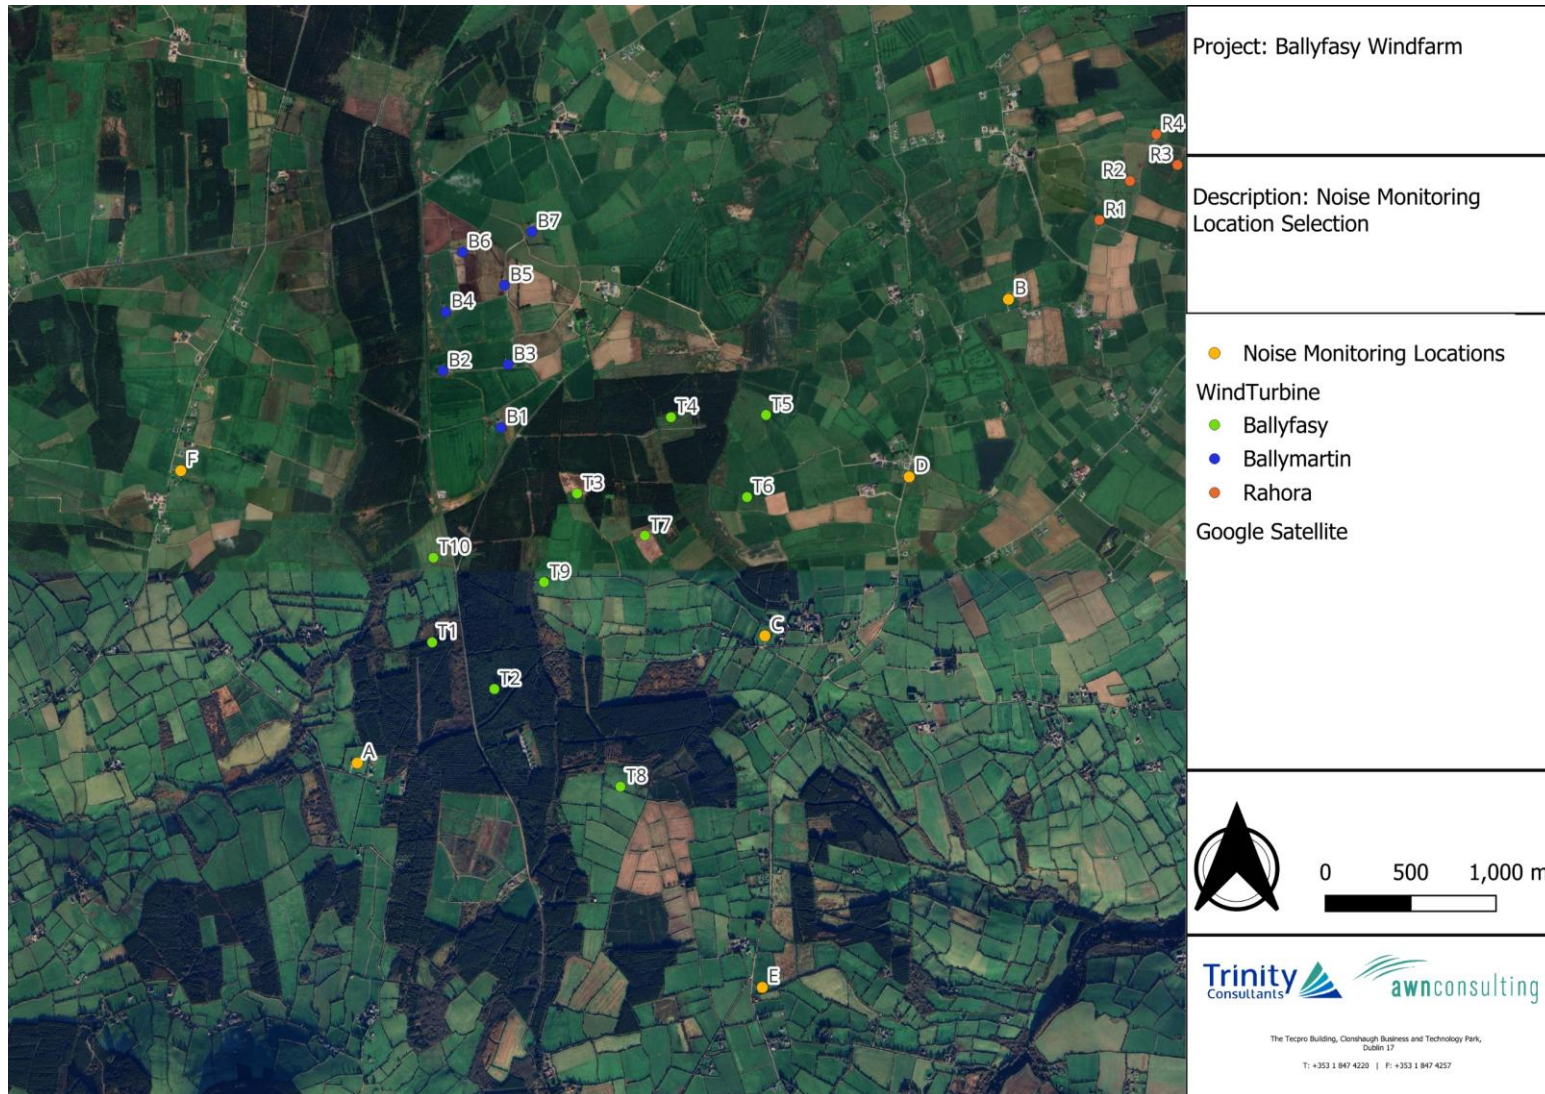 Project: Ballyfasy Windfarm
Description: Noise Monitoring
Location Selection
Noise Monitoring Locations
WindTurbine
Ballyfasy
Ballymartin
Rahora
Google Satellite
0 500 1,000 m
Trinity
Consultants
awnconsulting
The Tecpro Building, Clonshaugh Business and Technology Park,
Dublin 17
T: +353 1 847 4220 | F: +353 1 847 4257
R4
R3
R2
R1
B7
B6
B5
B
B4
B3
B2
T4
T5
B1
F
D
T3
T6
T7
T10
T9
C
T1
T2
A
T8
E